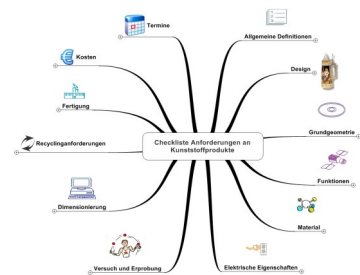 Termine
Allgemeine Definitionen
Kosten
Design
Fertigung
Grundgeometrie
Checkliste Anforderungen an
Kunststoffprodukte
Recyclinganforderungen
Funktionen
Dimensionierung
Material
Versuch und Erprobung
Elektrische Eigenschaften